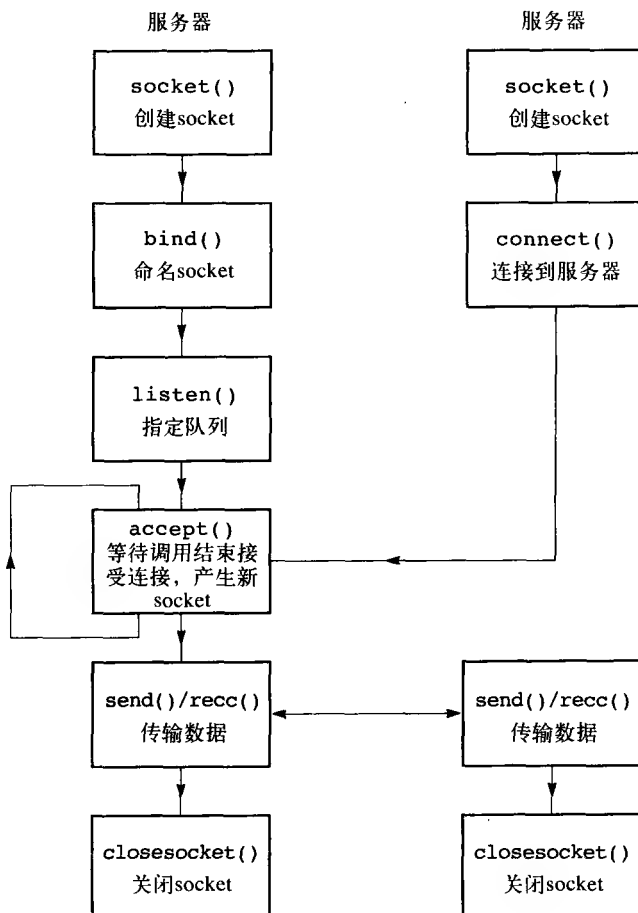 服务器
socket()
创建socket
bind()
命名socket
listen()
指定队列
accept()
等待调用结束接
受连接，产生新
socket
send()/recc()
传输数据
closesocket()
关闭socket
服务器
socket()
创建socket
connect()
连接到服务器
send()/recc()
传输数据
closesocket()
关闭socket